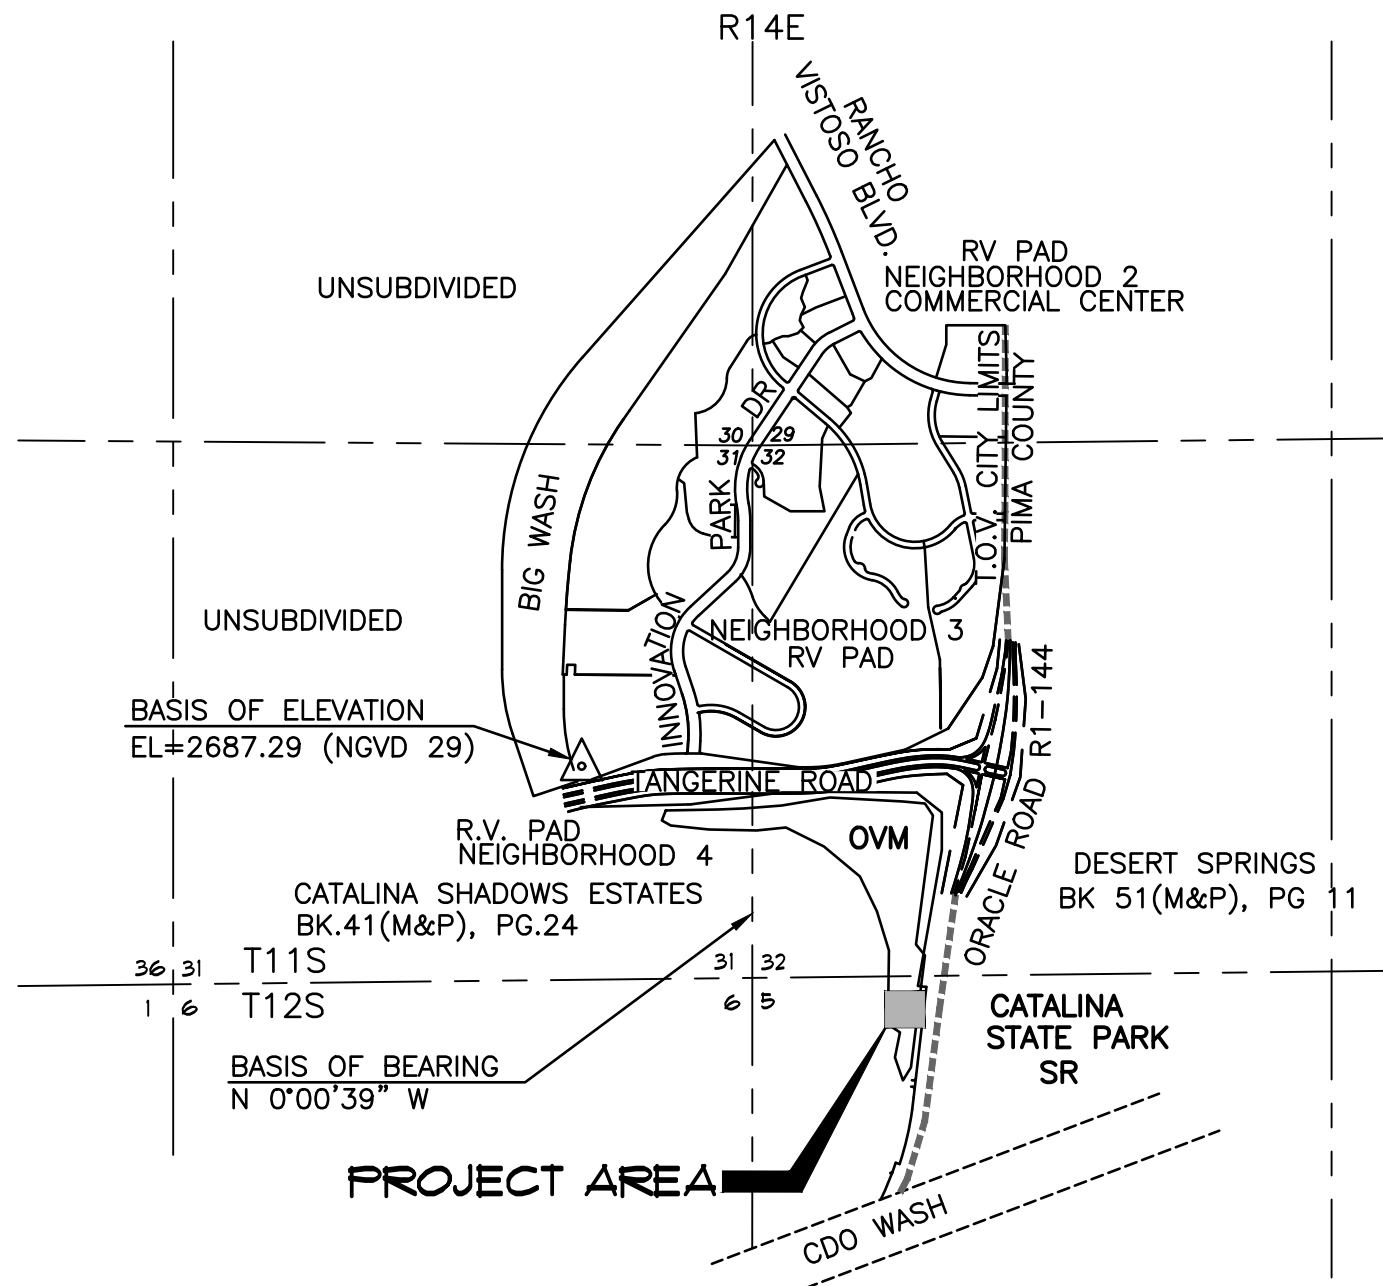 R14E
RANCHO
VISTOSO BLVD.
UNSUBDIVIDED
RV PAD
NEIGHBORHOOD 2
COMMERCIAL CENTER
T.O.V. CITY LIMITS
PIMA COUNTY
30 29
31 32
INNOVATION PARK DR
BIG WASH
UNSUBDIVIDED
NEIGHBORHOOD 3
RV PAD
BASIS OF ELEVATION
EL=2687.29 (NGVD 29)
TANGERINE ROAD
ORACLE ROAD R1-144
R.V. PAD
NEIGHBORHOOD 4
OVM
CATALINA SHADOWS ESTATES
BK.41(M&P), PG.24
DESERT SPRINGS
BK 51(M&P), PG 11
36 31
T11S
1 6
T12S
31 32
6 5
CATALINA
STATE PARK
SR
BASIS OF BEARING
N 0°00'39" W
PROJECT AREA
CDO WASH